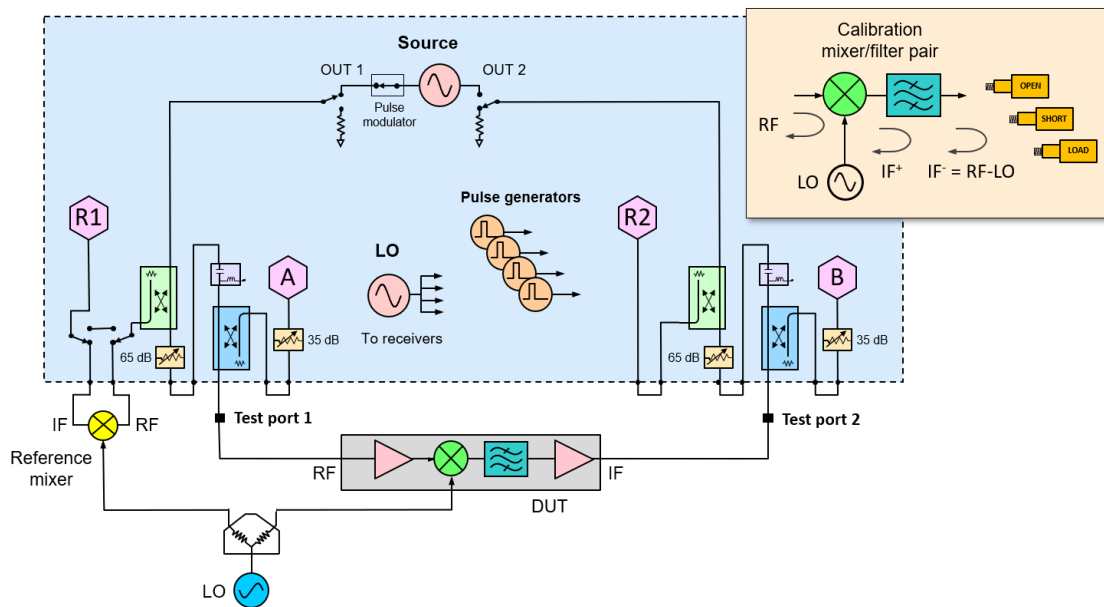 Source
OUT 1
OUT 2
Pulse
modulator
Calibration
mixer/filter pair
OPEN
SHORT
LOAD
RF
IF+
IF- = RF-LO
LO
R1
A
LO
To receivers
Pulse generators
R2
B
65 dB
35 dB
65 dB
35 dB
IF
RF
Reference
mixer
Test port 1
Test port 2
RF
IF
DUT
LO